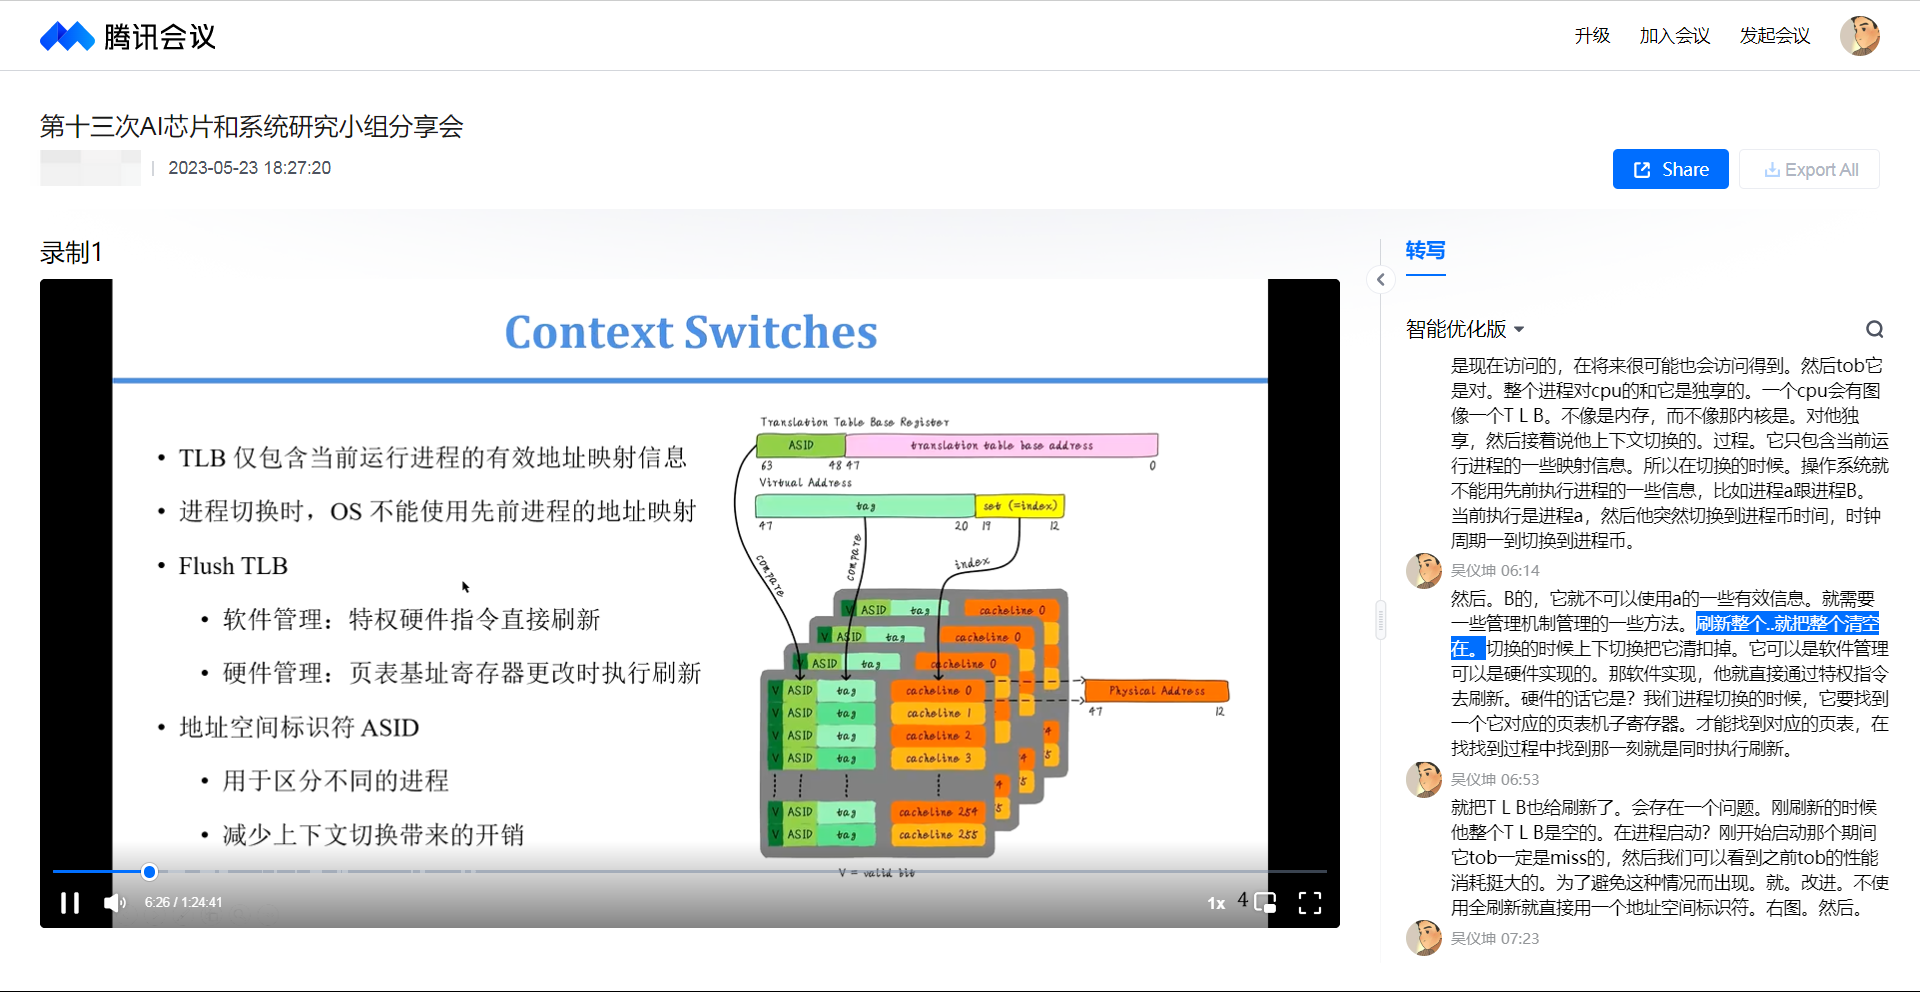 腾讯会议
升级 加入会议 发起会议
第十三次AI芯片和系统研究小组分享会
2023-05-23 18:27:20
Share
Export All
录制1
Context Switches
• TLB 仅包含当前运行进程的有效地址映射信息
• 进程切换时，OS 不能使用先前进程的地址映射
• Flush TLB
• 软件管理：特权硬件指令直接刷新
• 硬件管理：页表基址寄存器更改时执行刷新
• 地址空间标识符 ASID
• 用于区分不同的进程
• 减少上下文切换带来的开销
Translation Table Base Register
ASID translation table base address
63 48 47 0
Virtual Address
tag set (=index)
47 20 19 12
compare compare index
V ASID tag cacheline 0
V ASID tag cacheline 0
V ASID tag cacheline 0
V ASID tag cacheline 0
V ASID tag cacheline 1
V ASID tag cacheline 2
V ASID tag cacheline 3
V ASID tag cacheline 254
V ASID tag cacheline 255
4
5
4
5
4
5
Physical Address
47 12
V = valid bit
6:26 / 1:24:41
1x 4
转写
智能优化版
是现在访问的，在将来很可能也会访问得到。然后tob它
是对。整个进程对cpu的和它是独享的。一个cpu会有图
像一个T L B。不像是内存，而不像那内核是。对他独
享，然后接着说他上下文切换的。过程。它只包含当前运
行进程的一些映射信息。所以在切换的时候。操作系统就
不能用先前执行进程的一些信息，比如进程a跟进程B。
当前执行是进程a，然后他突然切换到进程币时间，时钟
周期一到切换到进程币。
吴仪坤 06:14
然后。B的，它就不可以使用a的一些有效信息。就需要
一些管理机制管理的一些方法。刷新整个..就把整个清空
在。切换的时候上下切换把它清扣掉。它可以是软件管理
可以是硬件实现的。那软件实现，他就直接通过特权指令
去刷新。硬件的话它是？我们进程切换的时候，它要找到
一个它对应的页表机子寄存器。才能找到对应的页表，在
找找到过程中找到那一刻就是同时执行刷新。
吴仪坤 06:53
就把T L B也给刷新了。会存在一个问题。刚刷新的时候
他整个T L B是空的。在进程启动？刚开始启动那个期间
它tob一定是miss的，然后我们可以看到之前tob的性能
消耗挺大的。为了避免这种情况而出现。就。改进。不使
用全刷新就直接用一个地址空间标识符。右图。然后。
吴仪坤 07:23